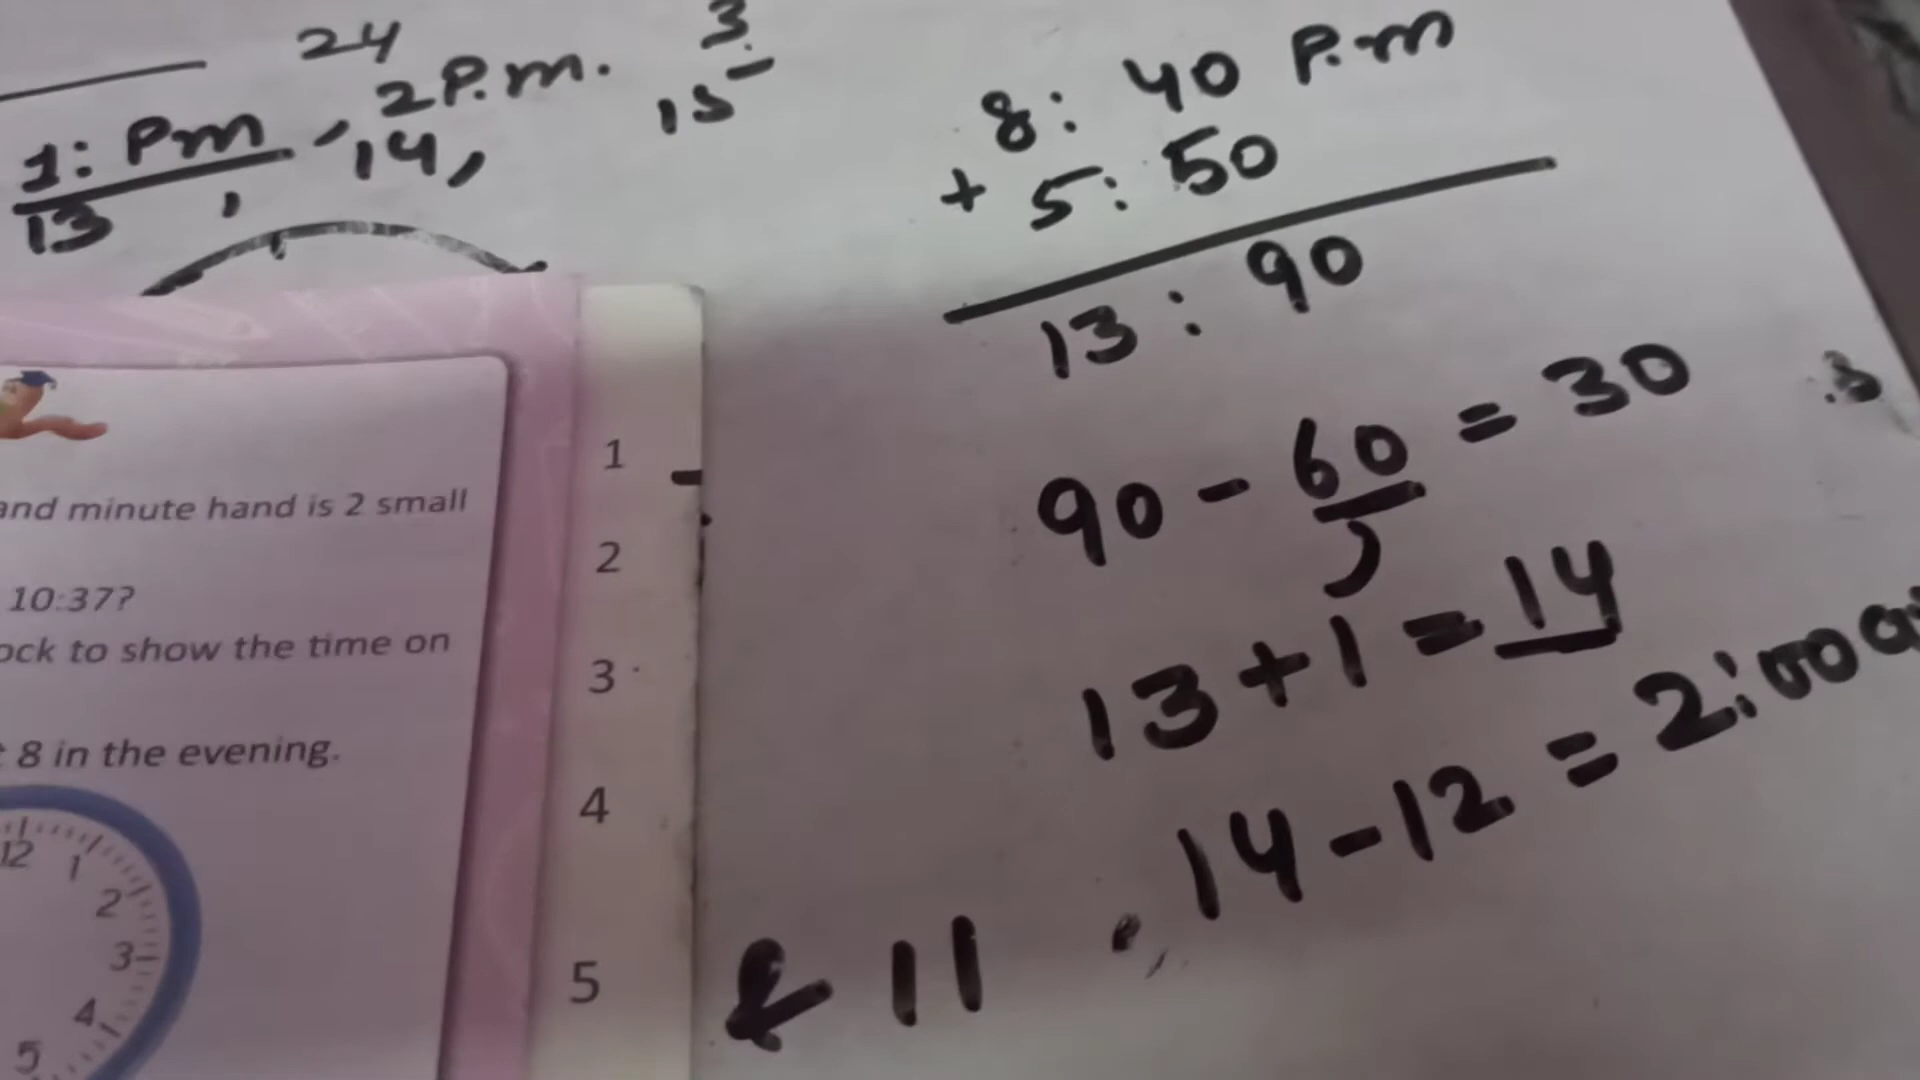 24
1: Pm , 2P.m. 3
13 , 14, 15
8: 40 P.m
+ 5: 50
13 : 90
90 - 60 = 30
13 + 1 = 14
14 - 12 = 2:00
11
and minute hand is 2 small
10:37?
ock to show the time on
8 in the evening.
12
1
2
3
4
5
1
2
3
4
5